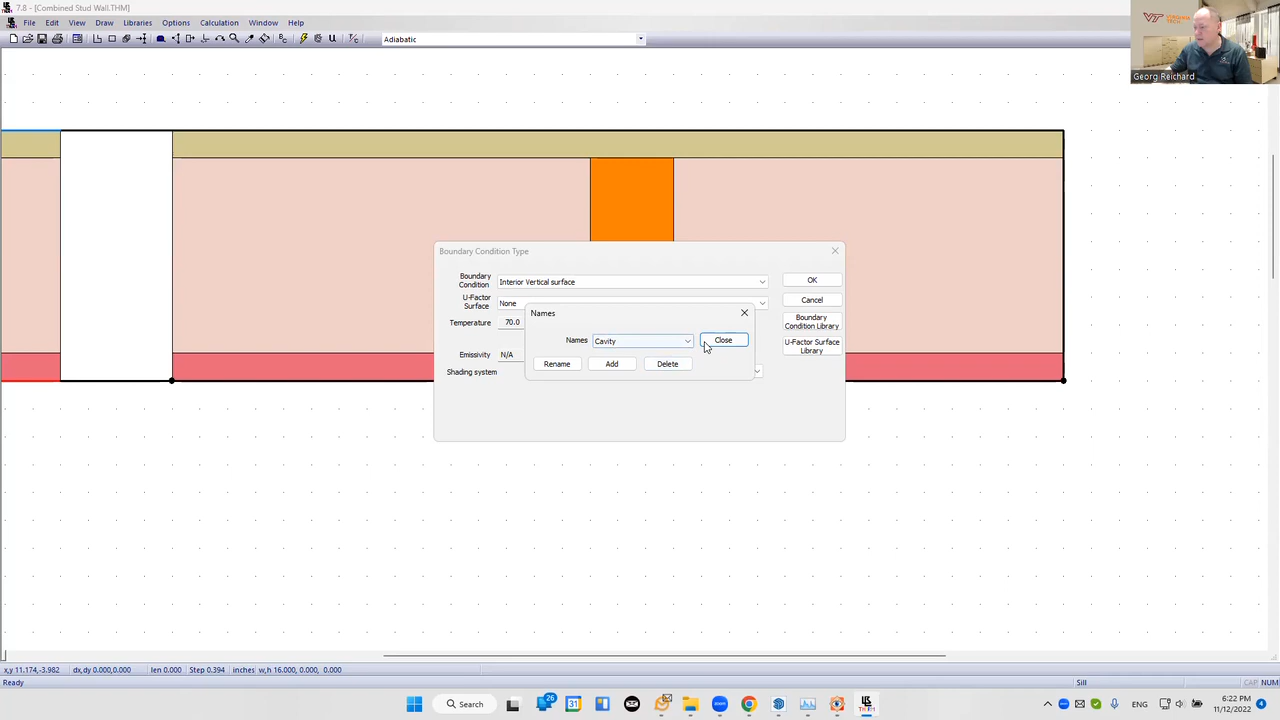 7.8 - [Combined Stud Wall.THM]
File Edit View Draw Libraries Options Calculation Window Help
Adiabatic
VIRGINIA TECH
Georg Reichard
Boundary Condition Type
Boundary Condition
Interior Vertical surface
OK
U-Factor Surface
None
Cancel
Temperature
70.0
Boundary Condition Library
U-Factor Surface Library
Emissivity
N/A
Shading system
Names
Names
Cavity
Close
Rename
Add
Delete
x,y 11.174,-3.982 dx,dy 0.000,0.000 len 0.000 Step 0.394 inches w,h 16.000, 0.000, 0.000
Ready
Sill
CAP NUM
Search
26
31
ENG
6:22 PM
11/12/2022